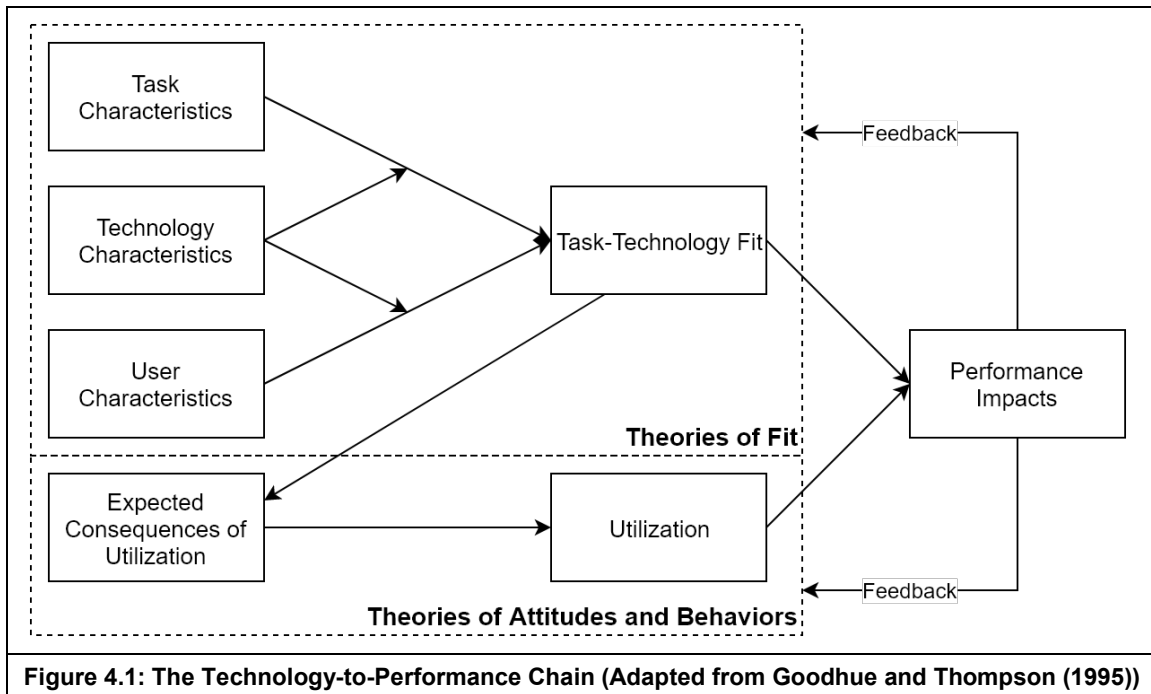 Task
Characteristics
Technology
Characteristics
User
Characteristics
Task-Technology Fit
Theories of Fit
Expected
Consequences of
Utilization
Utilization
Theories of Attitudes and Behaviors
Feedback
Performance
Impacts
Feedback
Figure 4.1: The Technology-to-Performance Chain (Adapted from Goodhue and Thompson (1995))